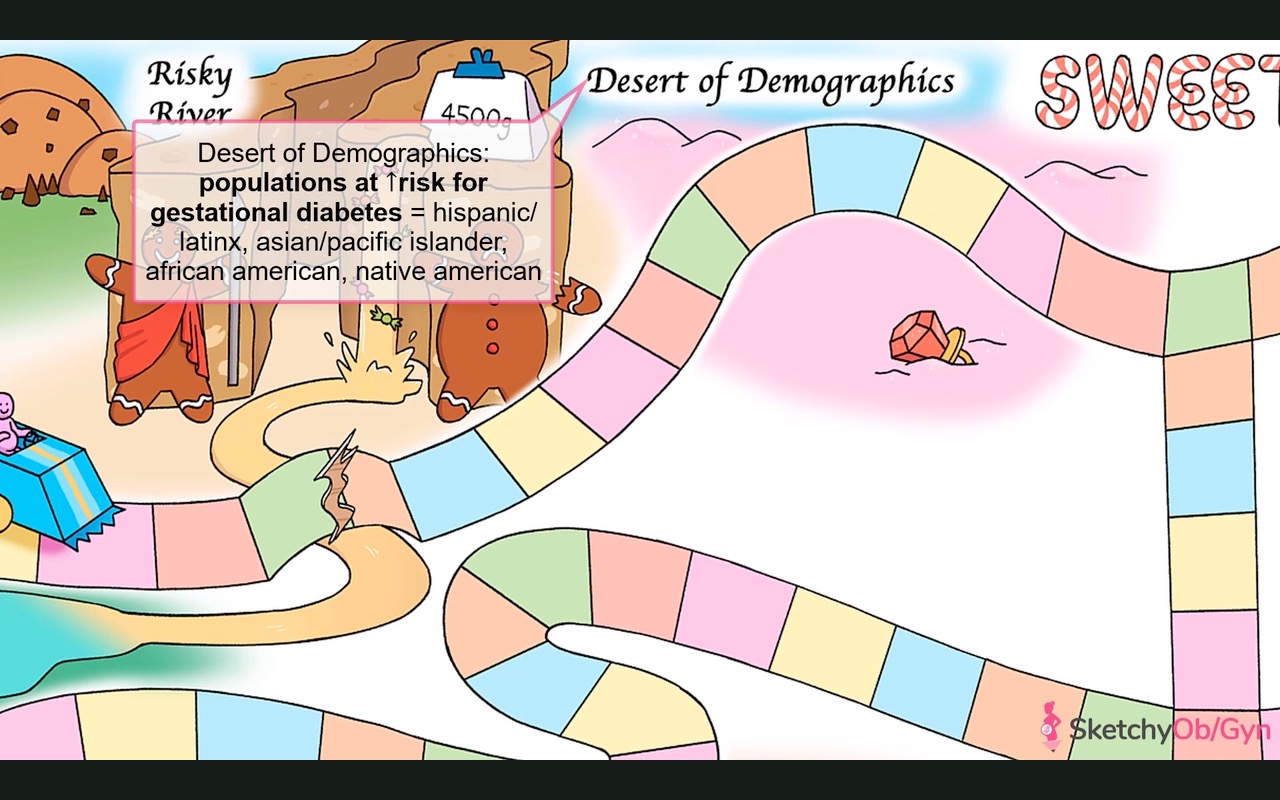 Risky
River
4500g
Desert of Demographics
SWEET
Desert of Demographics:
populations at ↑risk for
gestational diabetes = hispanic/
latinx, asian/pacific islander,
african american, native american
SketchyOb/Gyn